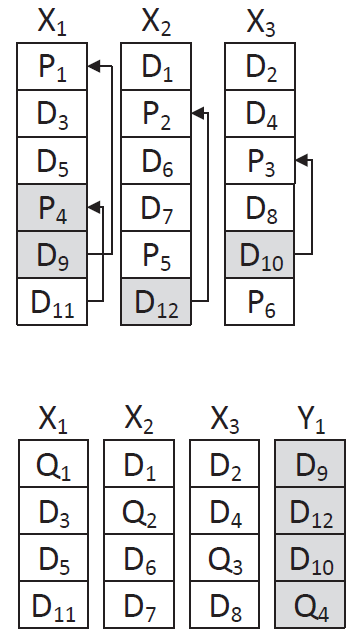 X₁ X₂ X₃
P₁ D₁ D₂
D₃ P₂ D₄
D₅ D₆ P₃
P₄ D₇ D₈
D₉ P₅ D₁₀
D₁₁ D₁₂ P₆
X₁ X₂ X₃ Y₁
Q₁ D₁ D₂ D₉
D₃ Q₂ D₄ D₁₂
D₅ D₆ Q₃ D₁₀
D₁₁ D₇ D₈ Q₄